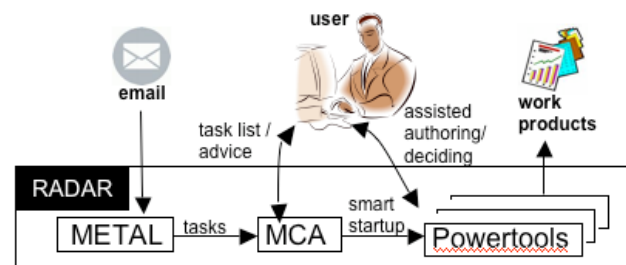 user
email
task list /
advice
assisted
authoring/
deciding
work
products
RADAR
METAL
tasks
MCA
smart
startup
Powertools